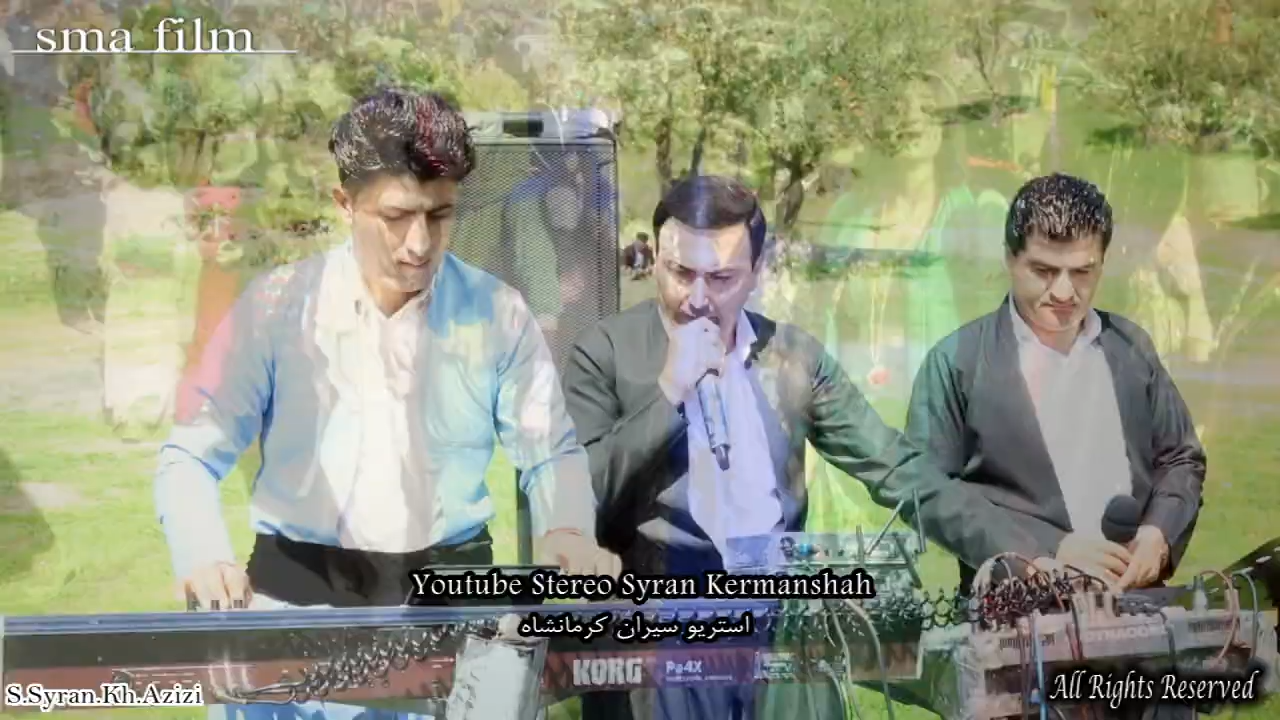 sma film
Youtube Stereo Syran Kermanshah
استریو سیران کرمانشاه
KORG Pa4X
S.Syran.Kh.Azizi
All Rights Reserved